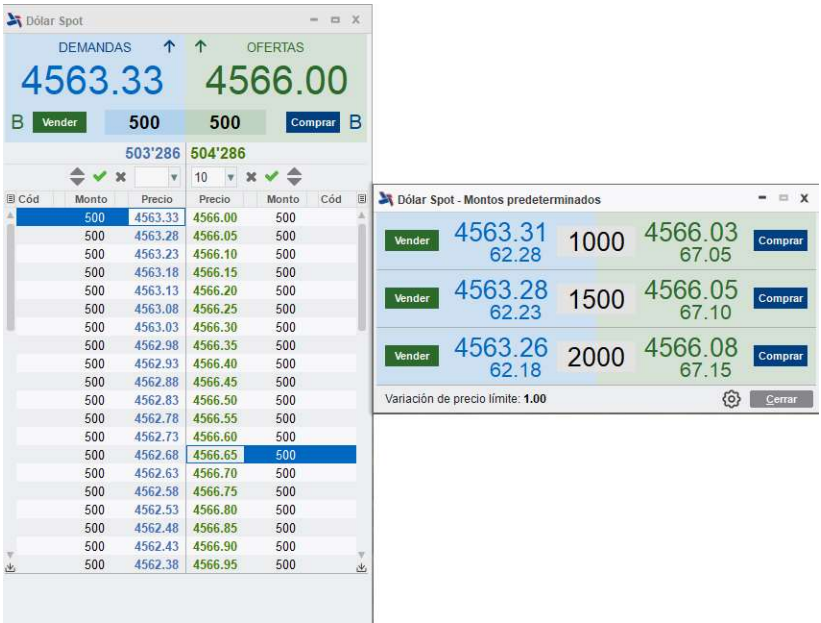 Dólar Spot
DEMANDAS OFERTAS
4563.33 4566.00
B Vender 500 500 Comprar B
503'286 504'286
10
Cód Monto Precio Precio Monto Cód
500 4563.33 4566.00 500
500 4563.28 4566.05 500
500 4563.23 4566.10 500
500 4563.18 4566.15 500
500 4563.13 4566.20 500
500 4563.08 4566.25 500
500 4563.03 4566.30 500
500 4562.98 4566.35 500
500 4562.93 4566.40 500
500 4562.88 4566.45 500
500 4562.83 4566.50 500
500 4562.78 4566.55 500
500 4562.73 4566.60 500
500 4562.68 4566.65 500
500 4562.63 4566.70 500
500 4562.58 4566.75 500
500 4562.53 4566.80 500
500 4562.48 4566.85 500
500 4562.43 4566.90 500
500 4562.38 4566.95 500
Dólar Spot - Montos predeterminados
Vender 4563.31 1000 4566.03 Comprar
62.28 67.05
Vender 4563.28 1500 4566.05 Comprar
62.23 67.10
Vender 4563.26 2000 4566.08 Comprar
62.18 67.15
Variación de precio límite: 1.00 Cerrar